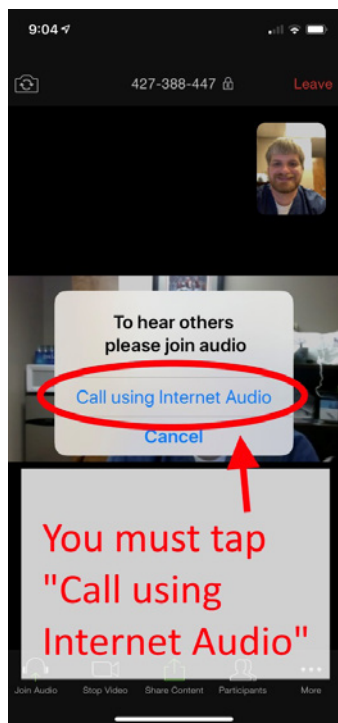 9:04
427-388-447
Leave
To hear others
please join audio
Call using Internet Audio
Cancel
You must tap
"Call using
Internet Audio"
Join Audio Stop Video Share Content Participants More